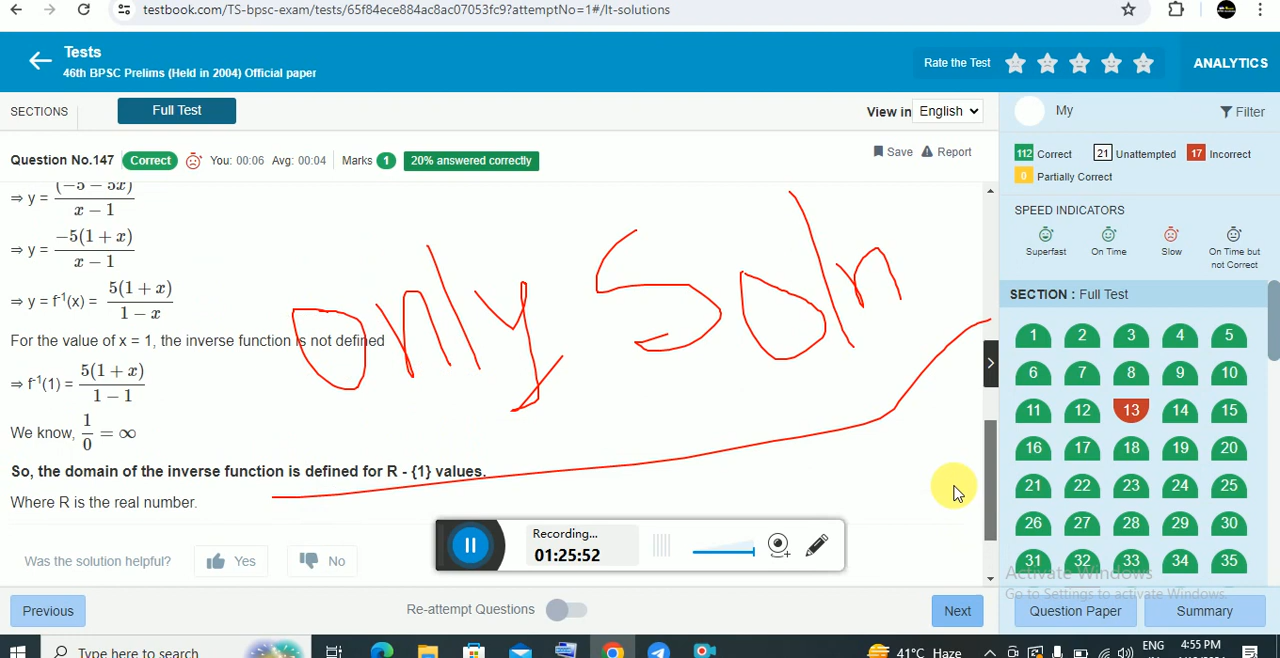 testbook.com/TS-bpsc-exam/tests/65f84ece884ac8ac07053fc9?attemptNo=1#/lt-solutions
Tests
46th BPSC Prelims (Held in 2004) Official paper
Rate the Test
ANALYTICS
SECTIONS
Full Test
View in English
My
Filter
Question No.147 Correct You: 00:06 Avg: 00:04 Marks 1 20% answered correctly
Save Report
112 Correct 21 Unattempted 17 Incorrect
0 Partially Correct
SPEED INDICATORS
Superfast On Time Slow On Time but not Correct
⇒ y = (−5 − 5x) / x − 1
⇒ y = −5(1 + x) / x − 1
⇒ y = f⁻¹(x) = 5(1 + x) / 1 − x
For the value of x = 1, the inverse function is not defined
⇒ f⁻¹(1) = 5(1 + x) / 1 − 1
We know, 1/0 = ∞
So, the domain of the inverse function is defined for R - {1} values.
Where R is the real number.
only Soln
SECTION : Full Test
1 2 3 4 5
6 7 8 9 10
11 12 13 14 15
16 17 18 19 20
21 22 23 24 25
26 27 28 29 30
31 32 33 34 35
Recording...
01:25:52
Was the solution helpful? Yes No
Activate Windows
Go to Settings to activate Windows.
Previous
Re-attempt Questions
Next
Question Paper
Summary
Type here to search
41°C Haze
ENG
4:55 PM